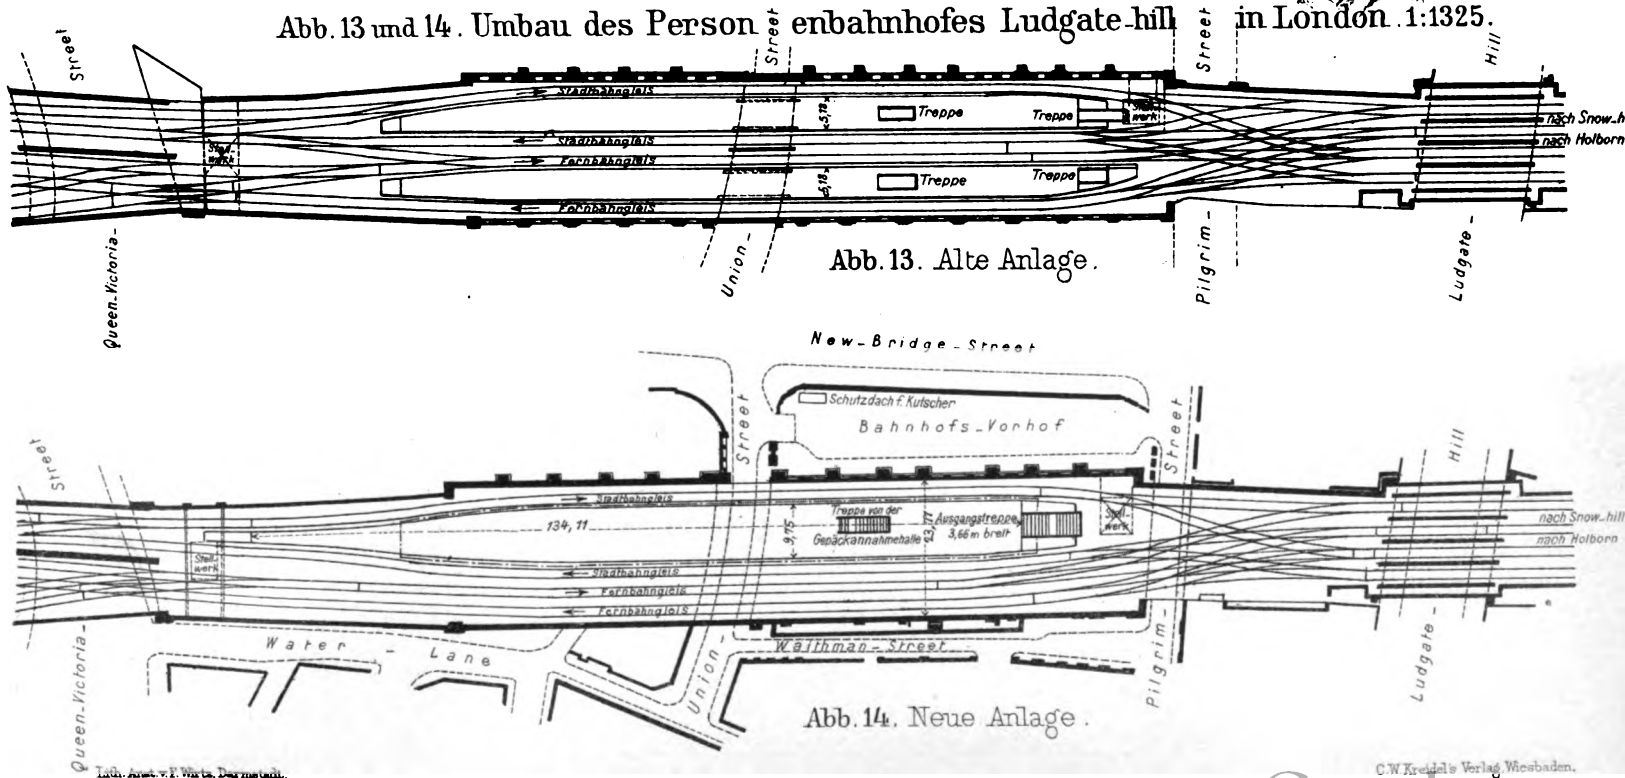 Abb. 13 und 14. Umbau des Personenbahnhofes Ludgate-hill in London. 1:1325.
Street
Street
Street
Hill
Stadtbahngleis
5,18
Treppe
Treppe
Stellwerk
nach Snow-h
nach Holborn
Stellwerk
Stadtbahngleis
Fernbahngleis
5,18
Treppe
Treppe
Fernbahngleis
Queen-Victoria-
Union-
Pilgrim-
Ludgate-
Abb. 13. Alte Anlage.
New-Bridge-Street
Schutzdach f. Kutscher
Bahnhofs-Vorhof
Street
Street
Street
Hill
Stadtbahngleis
134,11
9,75
Treppe von der
Gepäckannahmehalle
23,77
Ausgangstreppe
3,66 m breit
Stellwerk
nach Snow-hill
nach Holborn
Stellwerk
Stadtbahngleis
Fernbahngleis
Fernbahngleis
Water-Lane
Waithman-Street
Queen-Victoria-
Union-
Pilgrim-
Ludgate-
Abb. 14. Neue Anlage.
Lith. Anst. v. F. Wirtz, Darmstadt.
C.W. Kreidel's Verlag, Wiesbaden.